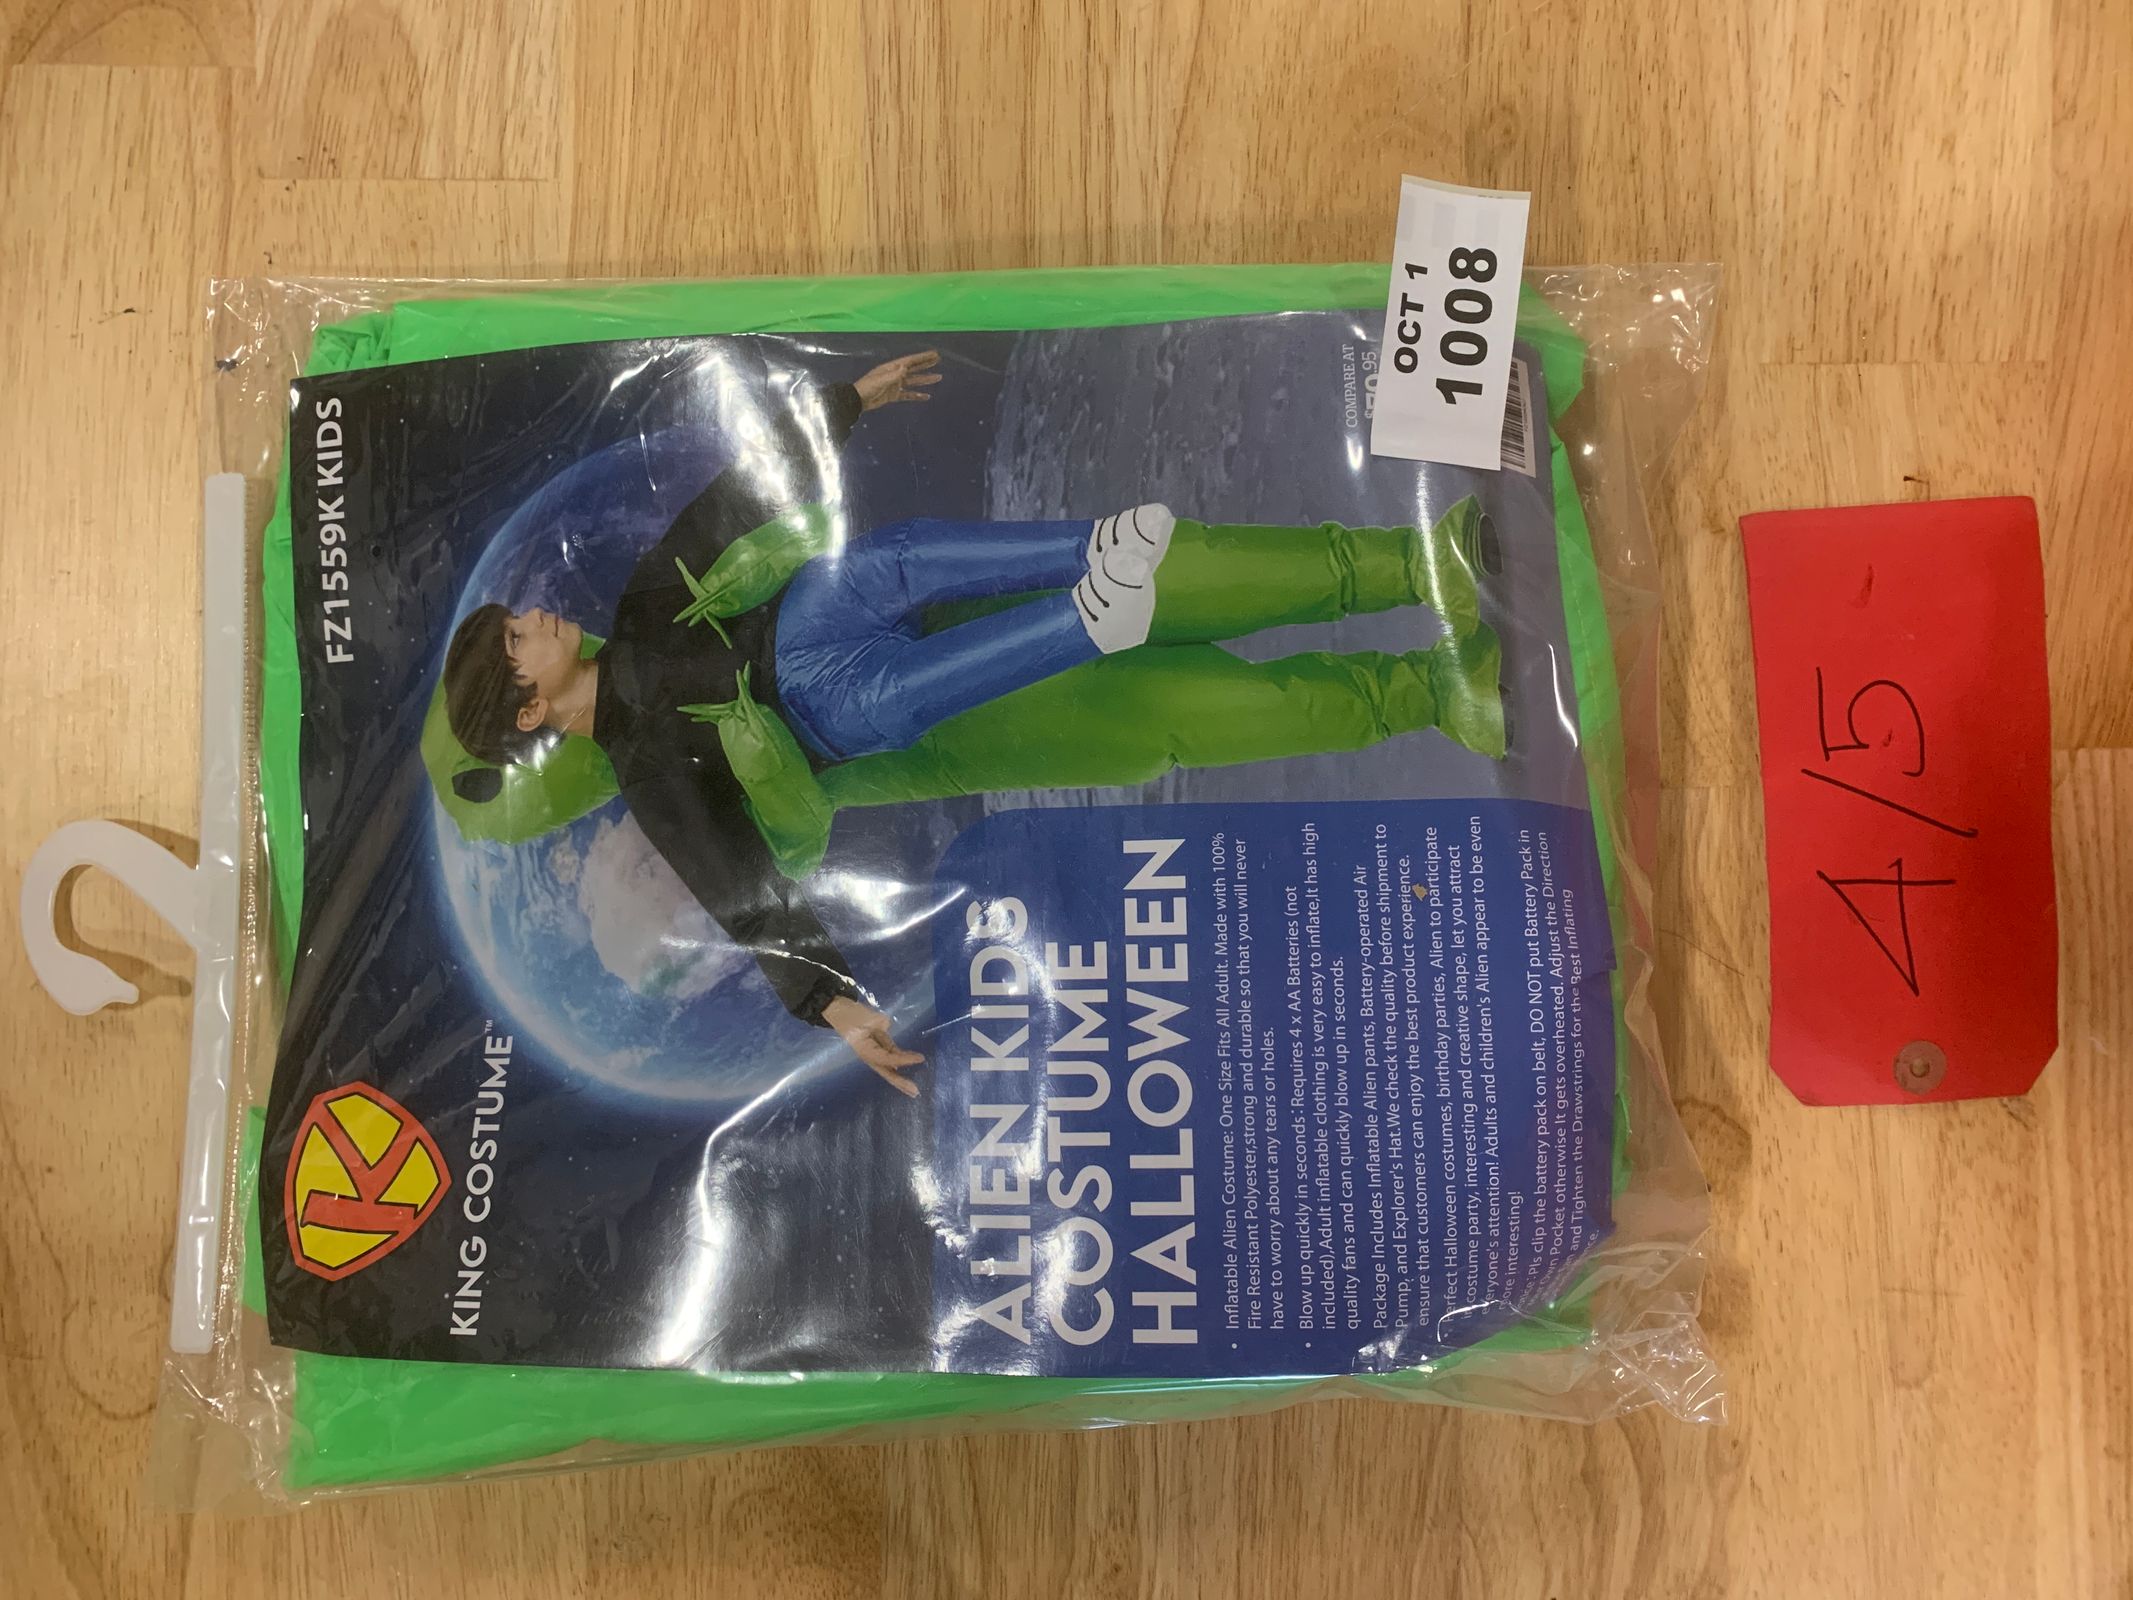 FZ1559K KIDS
K
KING COSTUME™
ALIEN KIDS
COSTUME
HALLOWEEN
• Inflatable Alien Costume: One Size Fits All Adult. Made with 100%
Fire Resistant Polyester,strong and durable so that you will never
have to worry about any tears or holes.
• Blow up quickly in seconds: Requires 4 x AA Batteries (not
included),Adult inflatable clothing is very easy to inflate,It has high
quality fans and can quickly blow up in seconds.
Package Includes Inflatable Alien pants, Battery-operated Air
Pump, and Explorer's Hat.We check the quality before shipment to
ensure that customers can enjoy the best product experience.
Perfect Halloween costumes, birthday parties, Alien to participate
in costume party, interesting and creative shape, let you attract
everyone's attention! Adults and children's Alien appear to be even
more interesting!
Pls clip the battery pack on belt, DO NOT put Battery Pack in
Own Pocket otherwise It gets overheated. Adjust the Direction
and Tighten the Drawstrings for the Best Inflating
COMPARE AT
.95
OCT 1
1008
4/5